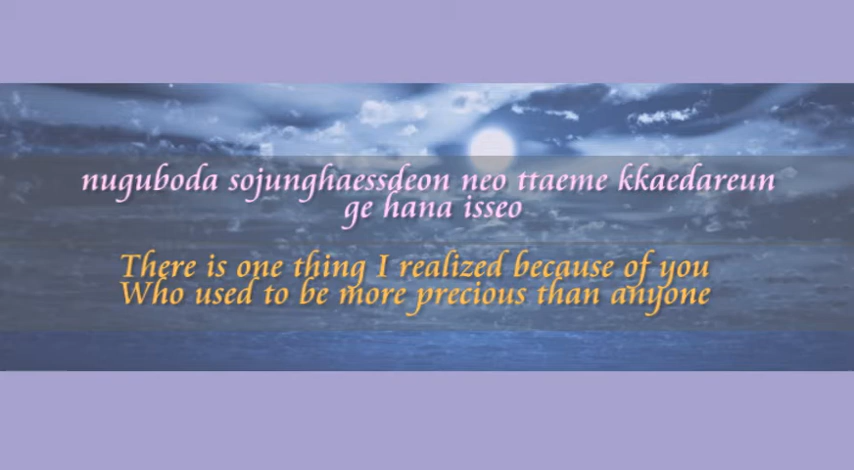 nuguboda sojunghaessdeon neo ttaeme kkaedareun
ge hana isseo
There is one thing I realized because of you
Who used to be more precious than anyone